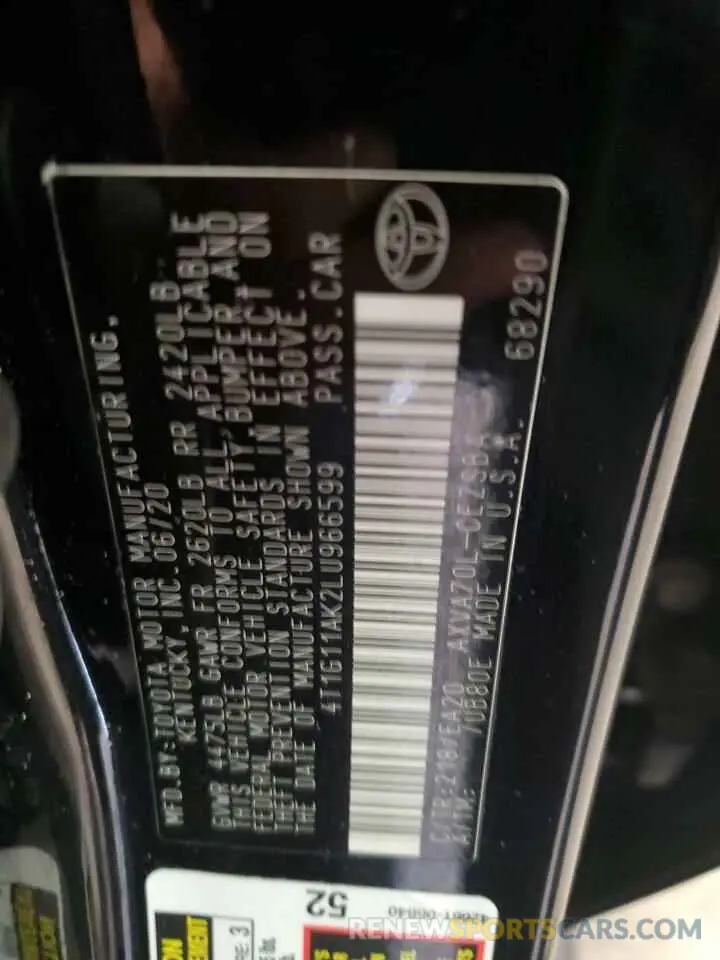 MFD.BY:TOYOTA MOTOR MANUFACTURING.
KENTUCKY, INC. 06/20
GVWR 4475LB GAWR FR 2620LB RR 2420LB
THIS VEHICLE CONFORMS TO ALL APPLICABLE
FEDERAL MOTOR VEHICLE SAFETY, BUMPER, AND
THEFT PREVENTION STANDARDS IN EFFECT ON
THE DATE OF MANUFACTURE SHOWN ABOVE.
4T1G11AK2LU966599 PASS.CAR
C/TR:218/EA20 AXVA70L-CEZSBA
A/TM: /UB80E MADE IN U.S.A.
68290
52
RENEWSPORTSCARS.COM